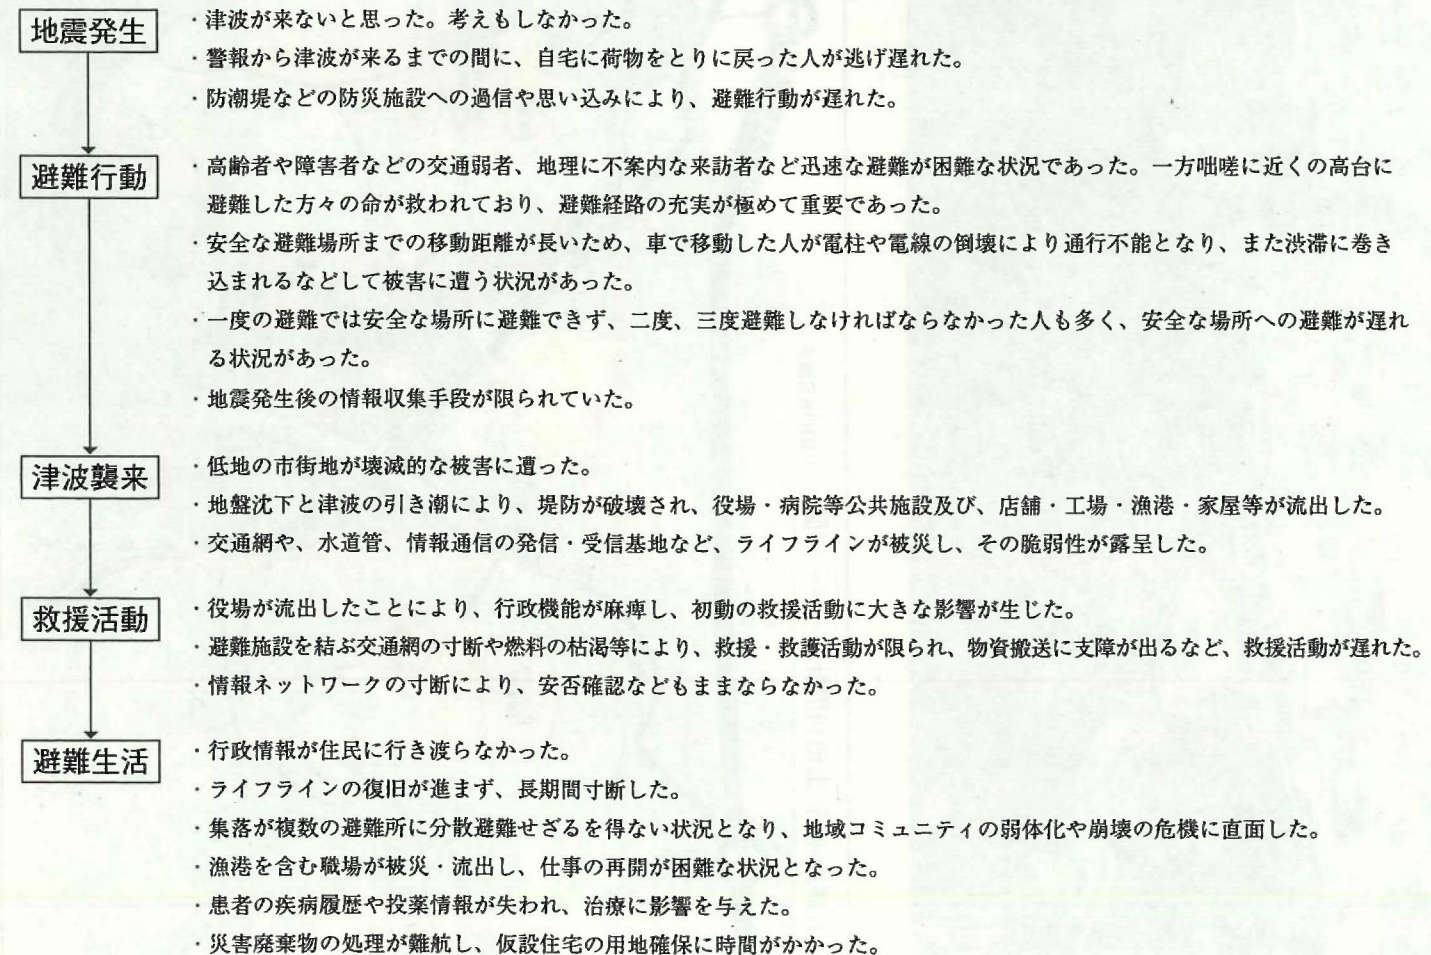 地震発生
・津波が来ないと思った。考えもしなかった。
・警報から津波が来るまでの間に、自宅に荷物をとりに戻った人が逃げ遅れた。
・防潮堤などの防災施設への過信や思い込みにより、避難行動が遅れた。
避難行動
・高齢者や障害者などの交通弱者、地理に不案内な来訪者など迅速な避難が困難な状況であった。一方咄嗟に近くの高台に
避難した方々の命が救われており、避難経路の充実が極めて重要であった。
・安全な避難場所までの移動距離が長いため、車で移動した人が電柱や電線の倒壊により通行不能となり、また渋滞に巻き
込まれるなどして被害に遭う状況があった。
・一度の避難では安全な場所に避難できず、二度、三度避難しなければならなかった人も多く、安全な場所への避難が遅れ
る状況があった。
・地震発生後の情報収集手段が限られていた。
津波襲来
・低地の市街地が壊滅的な被害に遭った。
・地盤沈下と津波の引き潮により、堤防が破壊され、役場・病院等公共施設及び、店舗・工場・漁港・家屋等が流出した。
・交通網や、水道管、情報通信の発信・受信基地など、ライフラインが被災し、その脆弱性が露呈した。
救援活動
・役場が流出したことにより、行政機能が麻痺し、初動の救援活動に大きな影響が生じた。
・避難施設を結ぶ交通網の寸断や燃料の枯渇等により、救援・救護活動が限られ、物資搬送に支障が出るなど、救援活動が遅れた。
・情報ネットワークの寸断により、安否確認などもままならなかった。
避難生活
・行政情報が住民に行き渡らなかった。
・ライフラインの復旧が進まず、長期間寸断した。
・集落が複数の避難所に分散避難せざるを得ない状況となり、地域コミュニティの弱体化や崩壊の危機に直面した。
・漁港を含む職場が被災・流出し、仕事の再開が困難な状況となった。
・患者の疾病履歴や投薬情報が失われ、治療に影響を与えた。
・災害廃棄物の処理が難航し、仮設住宅の用地確保に時間がかかった。